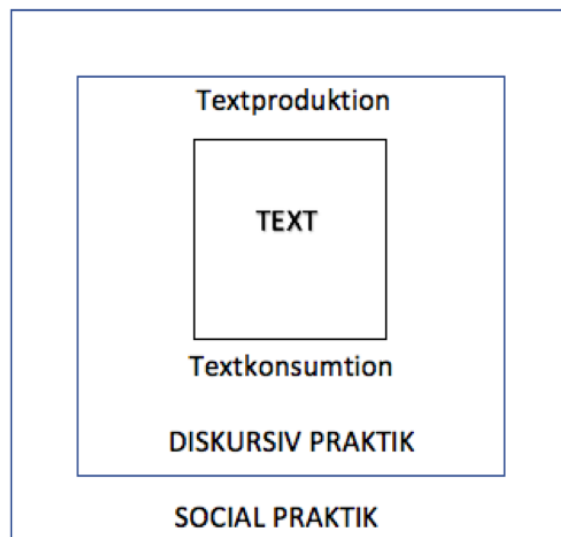 Textproduktion
TEXT
Textkonsumtion
DISKURSIV PRAKTIK
SOCIAL PRAKTIK